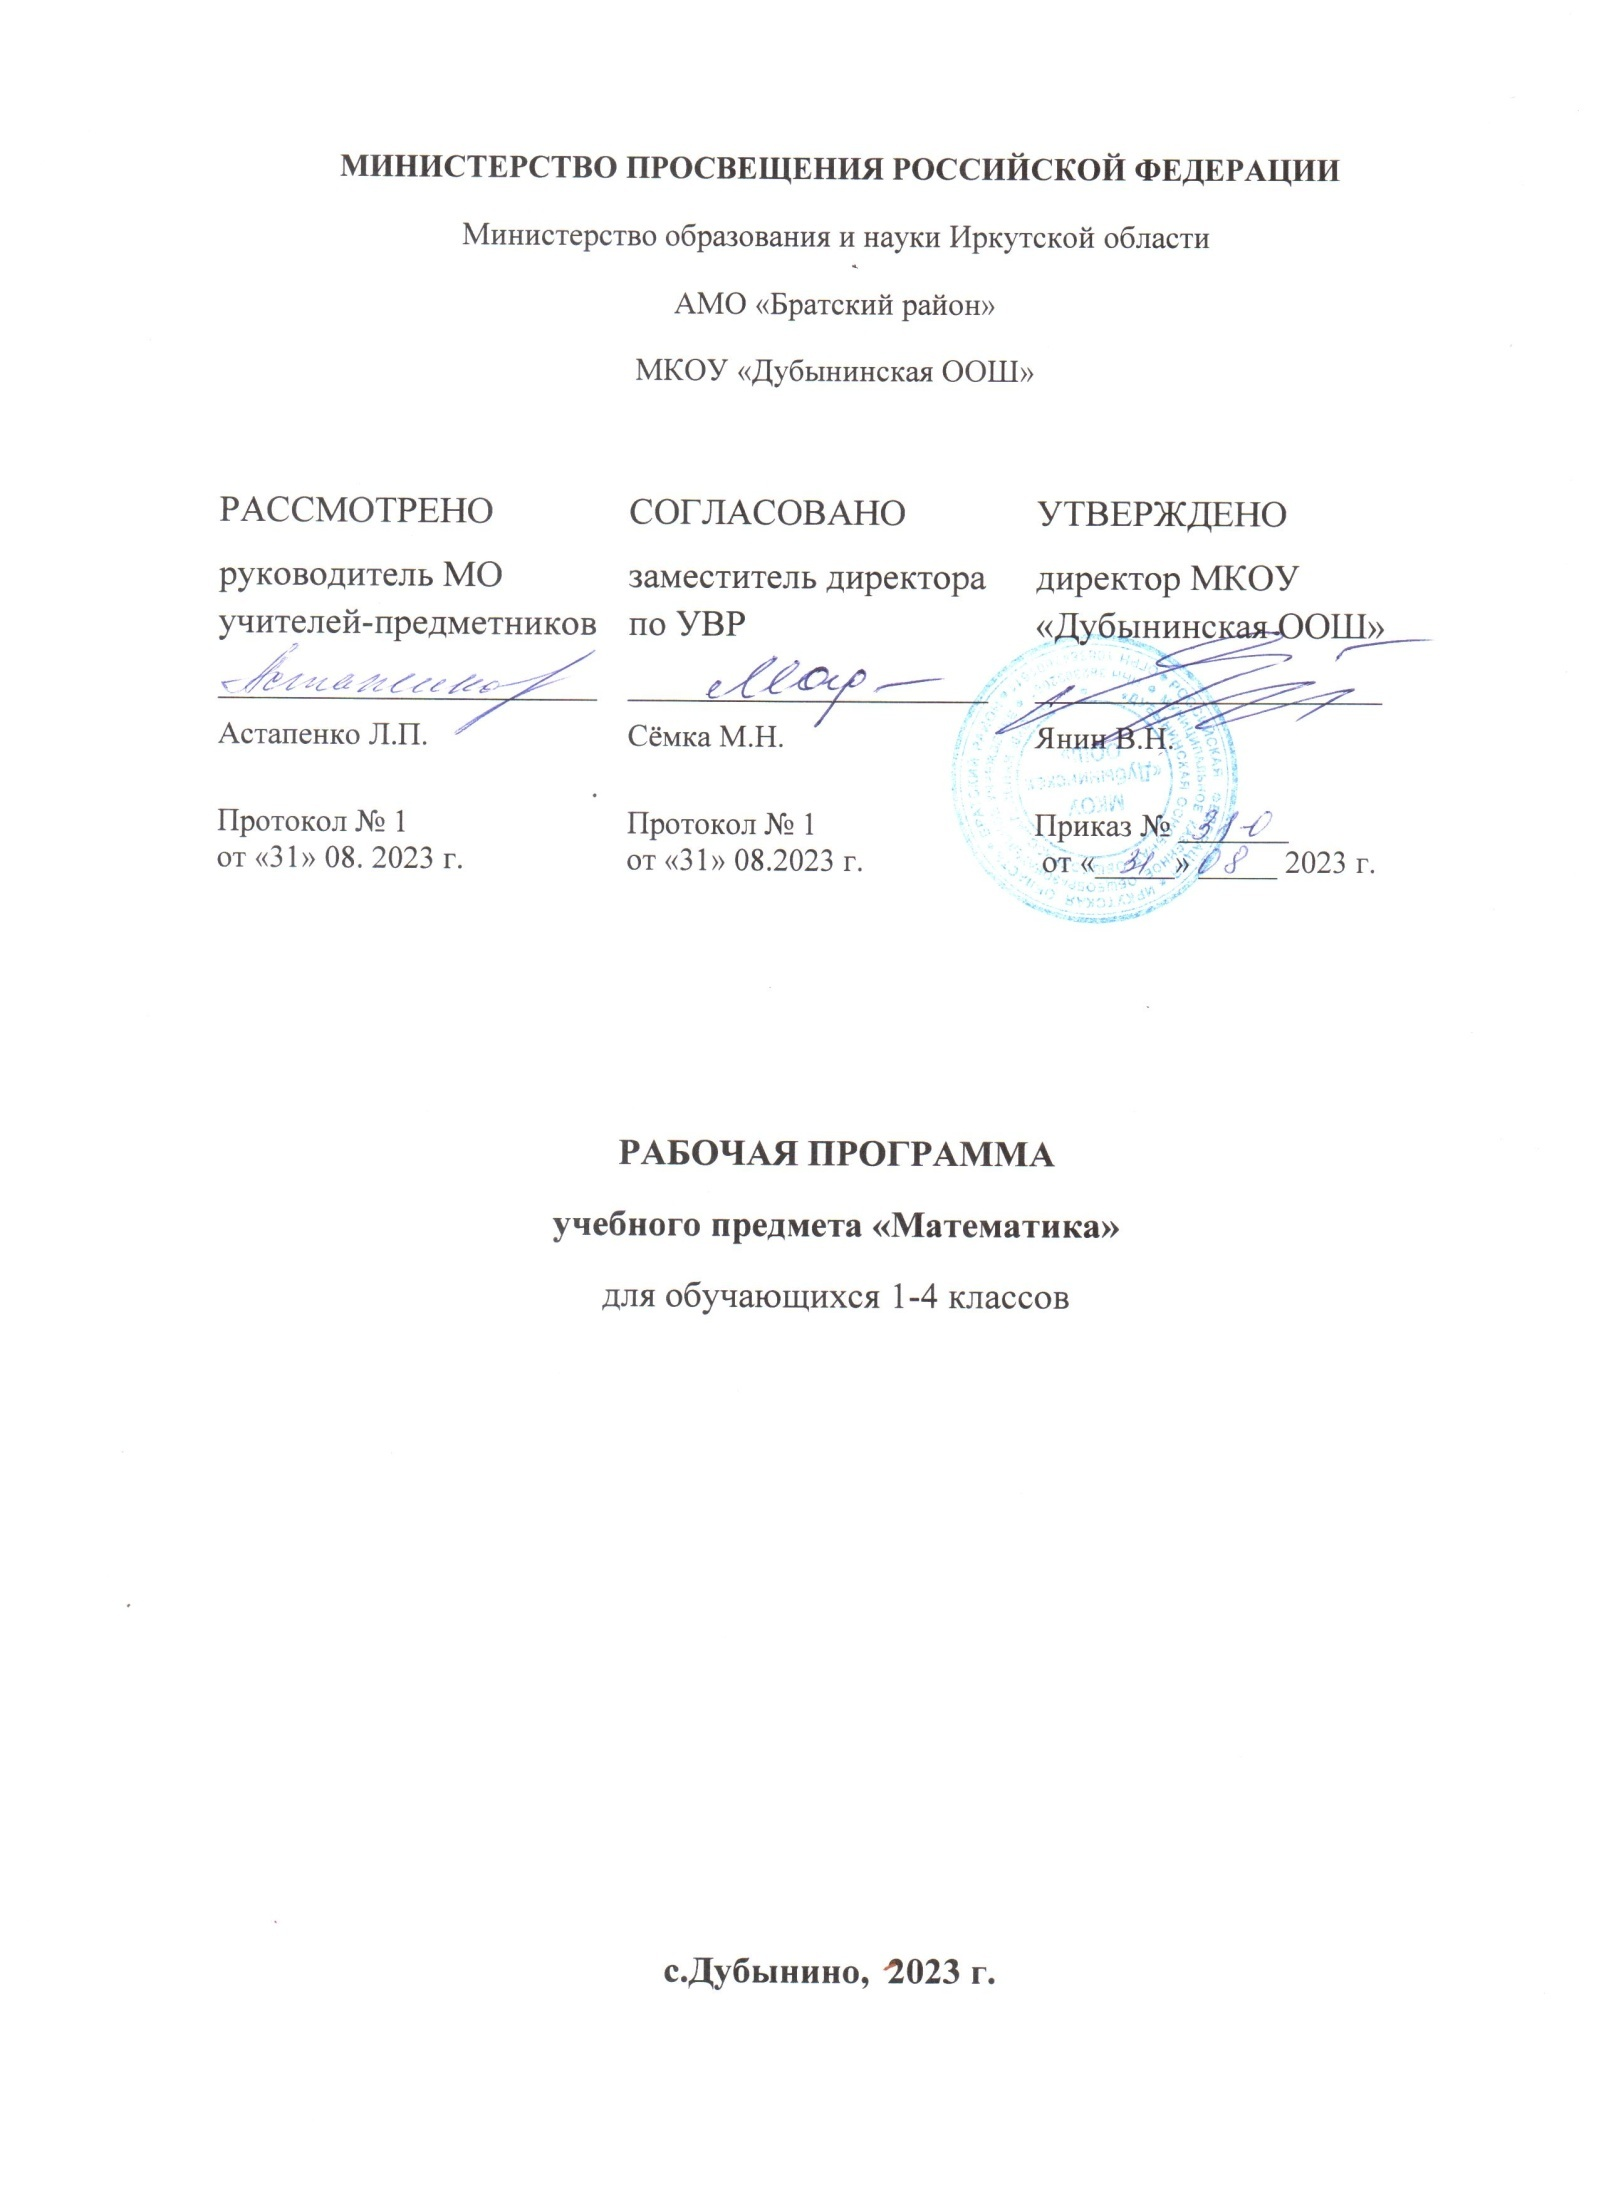 МИНИСТЕРСТВО ПРОСВЕЩЕНИЯ РОССИЙСКОЙ ФЕДЕРАЦИИ
Министерство образования и науки Иркутской области
АМО «Братский район»
МКОУ «Дубынинская ООШ»
РАССМОТРЕНО
руководитель МО
учителей-предметников
Астапенко Л.П.
Протокол № 1
от «31» 08. 2023 г.
СОГЛАСОВАНО
заместитель директора
по УВР
Сёмка М.Н.
Протокол № 1
от «31» 08.2023 г.
УТВЕРЖДЕНО
директор МКОУ
«Дубынинская ООШ»
Янин В.Н.
МКОУ
«Дубынинская
ООШ»
Приказ № 310
от «31» 08 2023 г.
РАБОЧАЯ ПРОГРАММА
учебного предмета «Математика»
для обучающихся 1-4 классов
с.Дубынино, 2023 г.